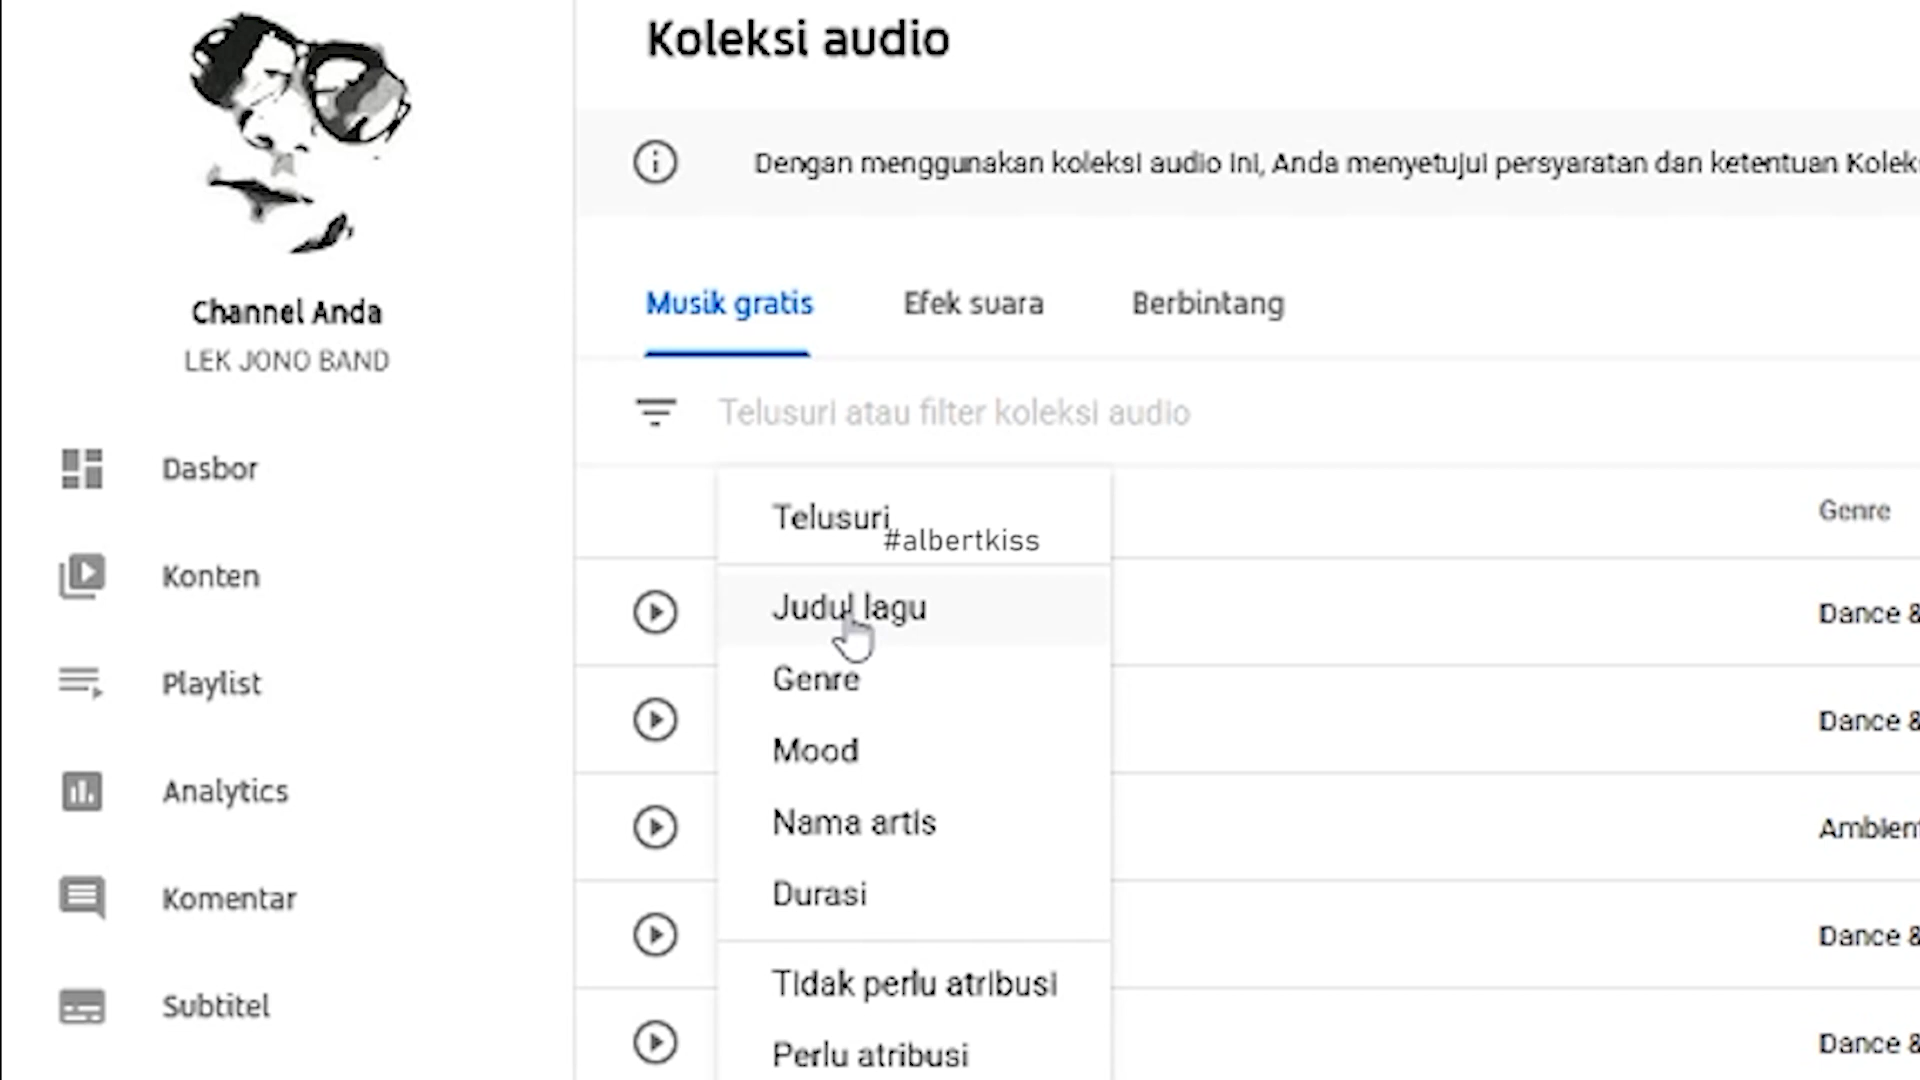 Koleksi audio
Dengan menggunakan koleksi audio ini, Anda menyetujui persyaratan dan ketentuan Kolek
Channel Anda
LEK JONO BAND
Musik gratis
Efek suara
Berbintang
Telusuri atau filter koleksi audio
Dasbor
Konten
Playlist
Analytics
Komentar
Subtitel
Telusuri
#albertkiss
Judul lagu
Genre
Mood
Nama artis
Durasi
Tidak perlu atribusi
Perlu atribusi
Genre
Dance &
Dance &
Ambient
Dance &
Dance &